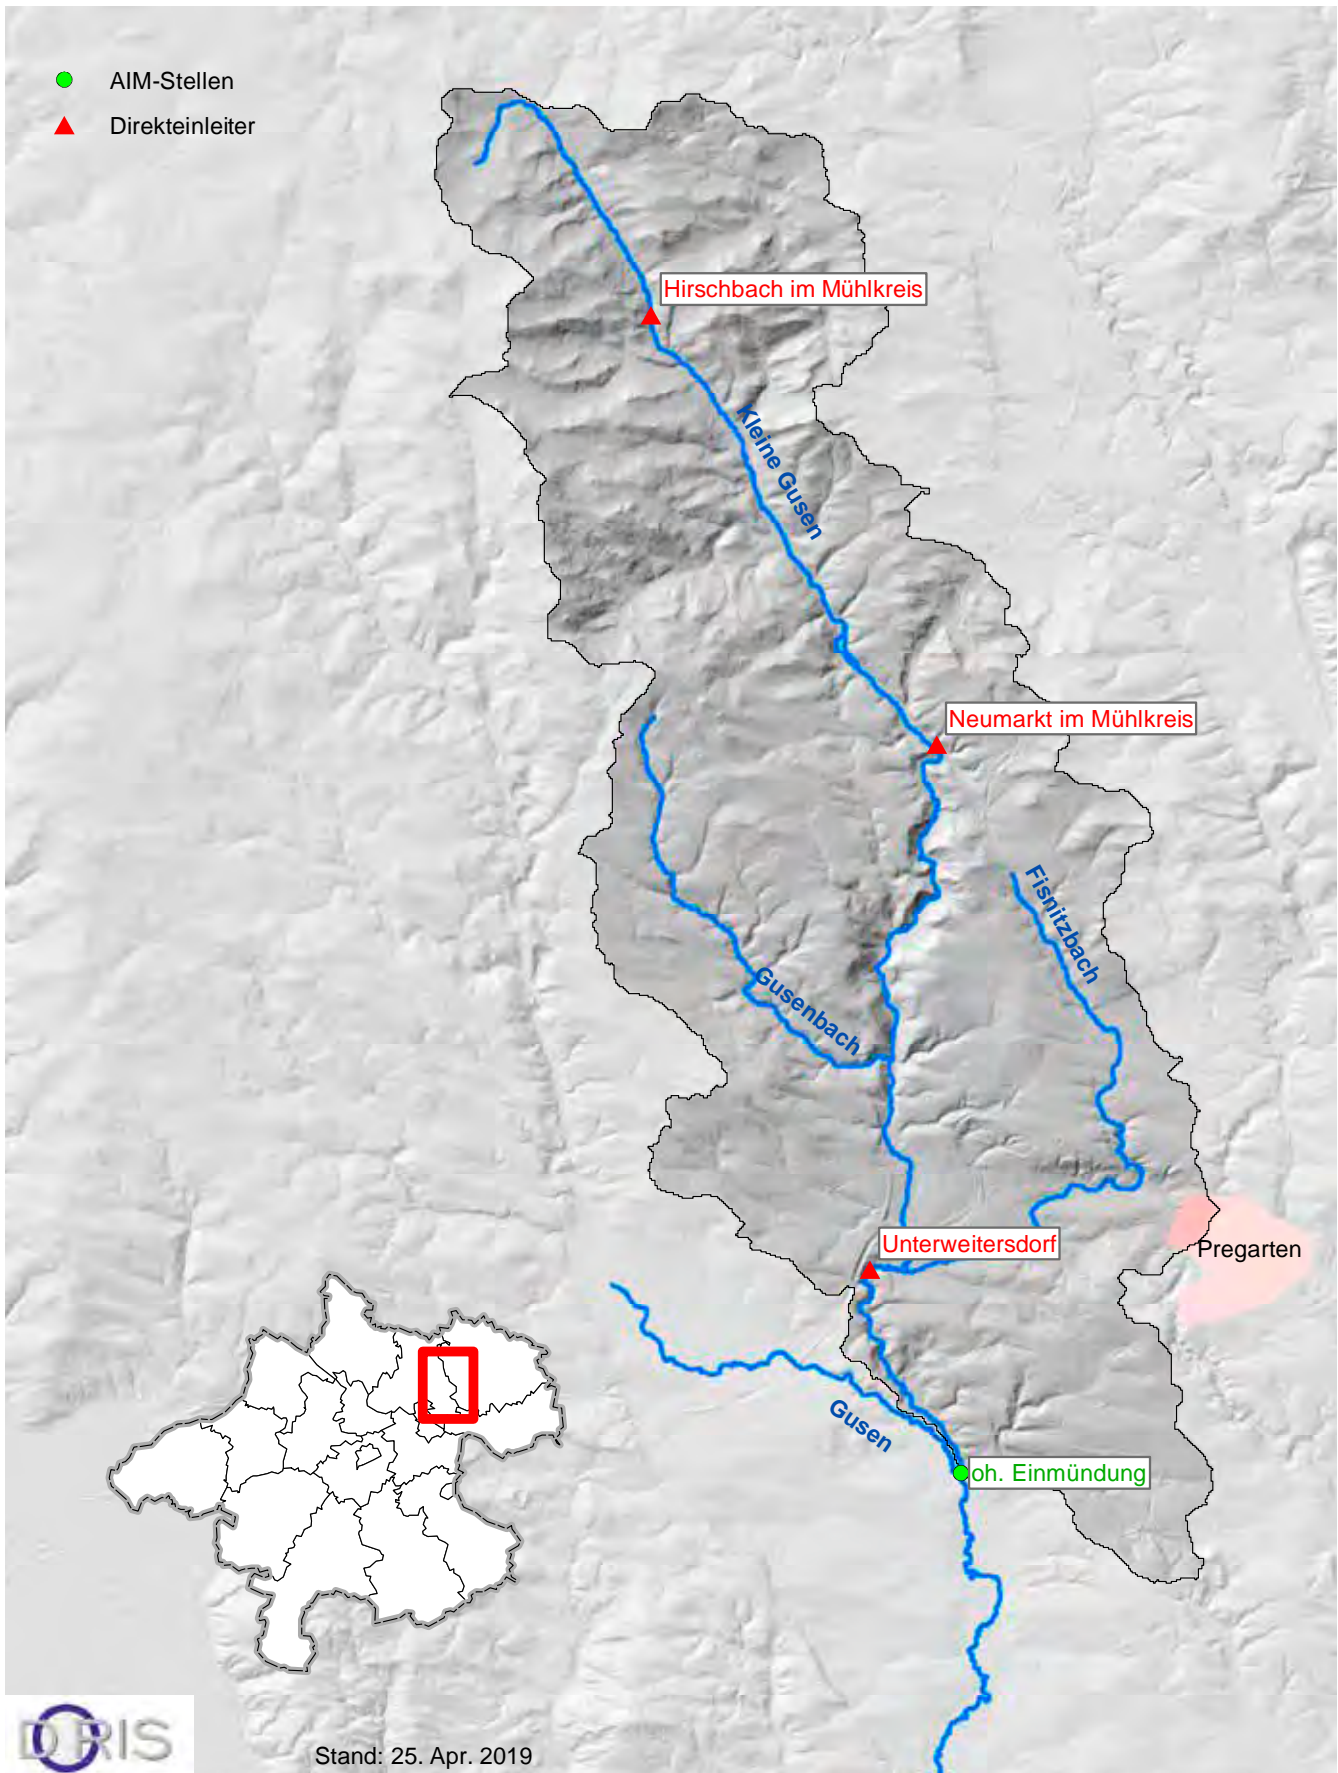 AIM-Stellen
Direkteinleiter
Hirschbach im Mühlkreis
Kleine Gusen
Neumarkt im Mühlkreis
Fisnitzbach
Gusenbach
Unterweitersdorf
Pregarten
Gusen
oh. Einmündung
DORIS
Stand: 25. Apr. 2019